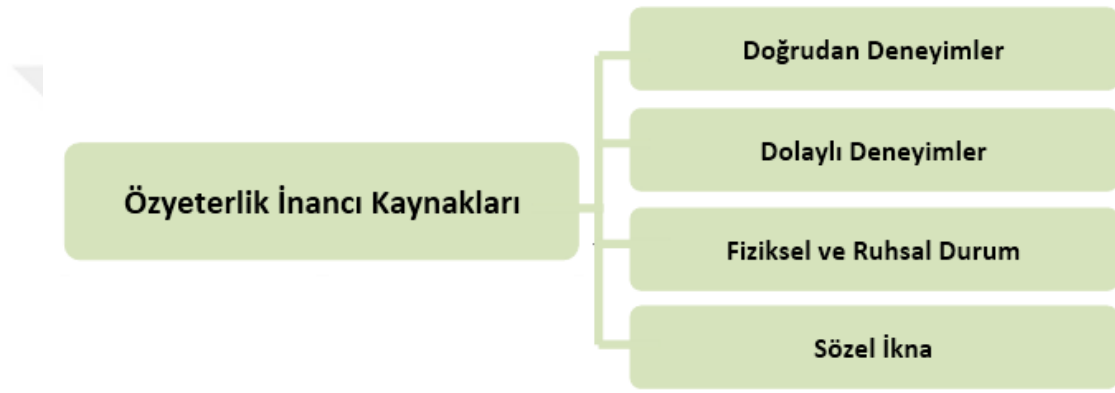 Özyeterlik İnancı Kaynakları
Doğrudan Deneyimler
Dolaylı Deneyimler
Fiziksel ve Ruhsal Durum
Sözel İkna